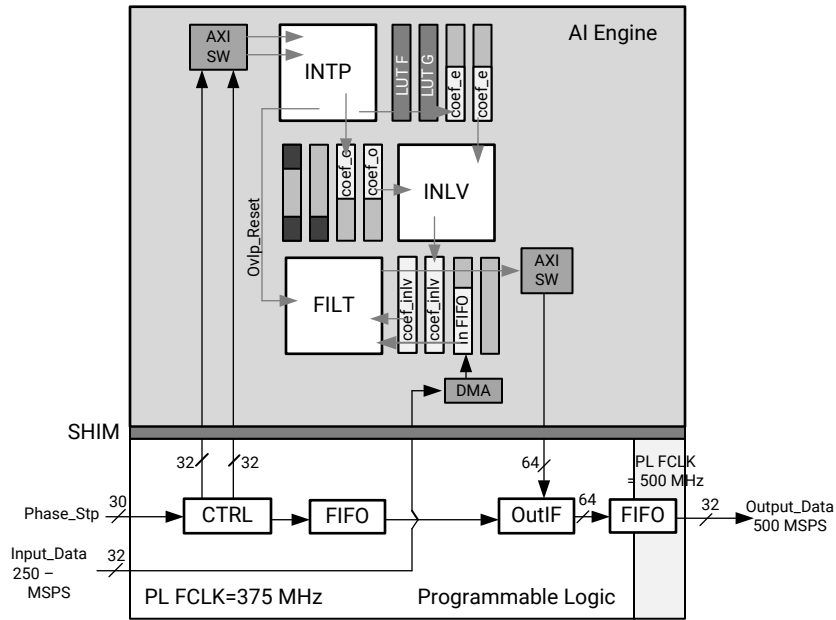 AI Engine
AXI
SW
INTP
LUT F
LUT G
coef_e
coef_e
coef_c
coef_o
INLV
Ovlp_Reset
FILT
coef_inlv
coef_inlv
In FIFO
AXI
SW
DMA
SHIM
32
32
64
PL FCLK
= 500 MHz
Phase_Stp
30
CTRL
FIFO
OutIF
64
FIFO
32
Output_Data
500 MSPS
Input_Data
250 –
MSPS
32
PL FCLK=375 MHz
Programmable Logic